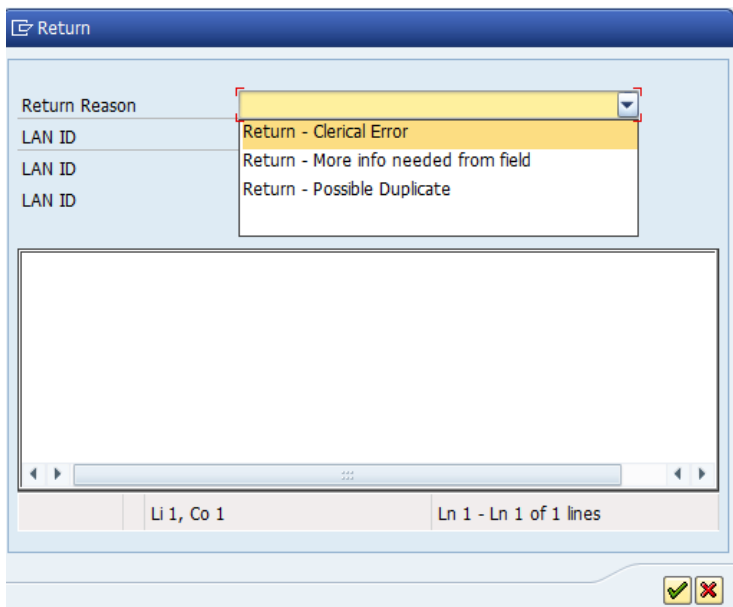 Return
Return Reason
Return - Clerical Error
LAN ID
Return - More info needed from field
LAN ID
Return - Possible Duplicate
LAN ID
Li 1, Co 1
Ln 1 - Ln 1 of 1 lines